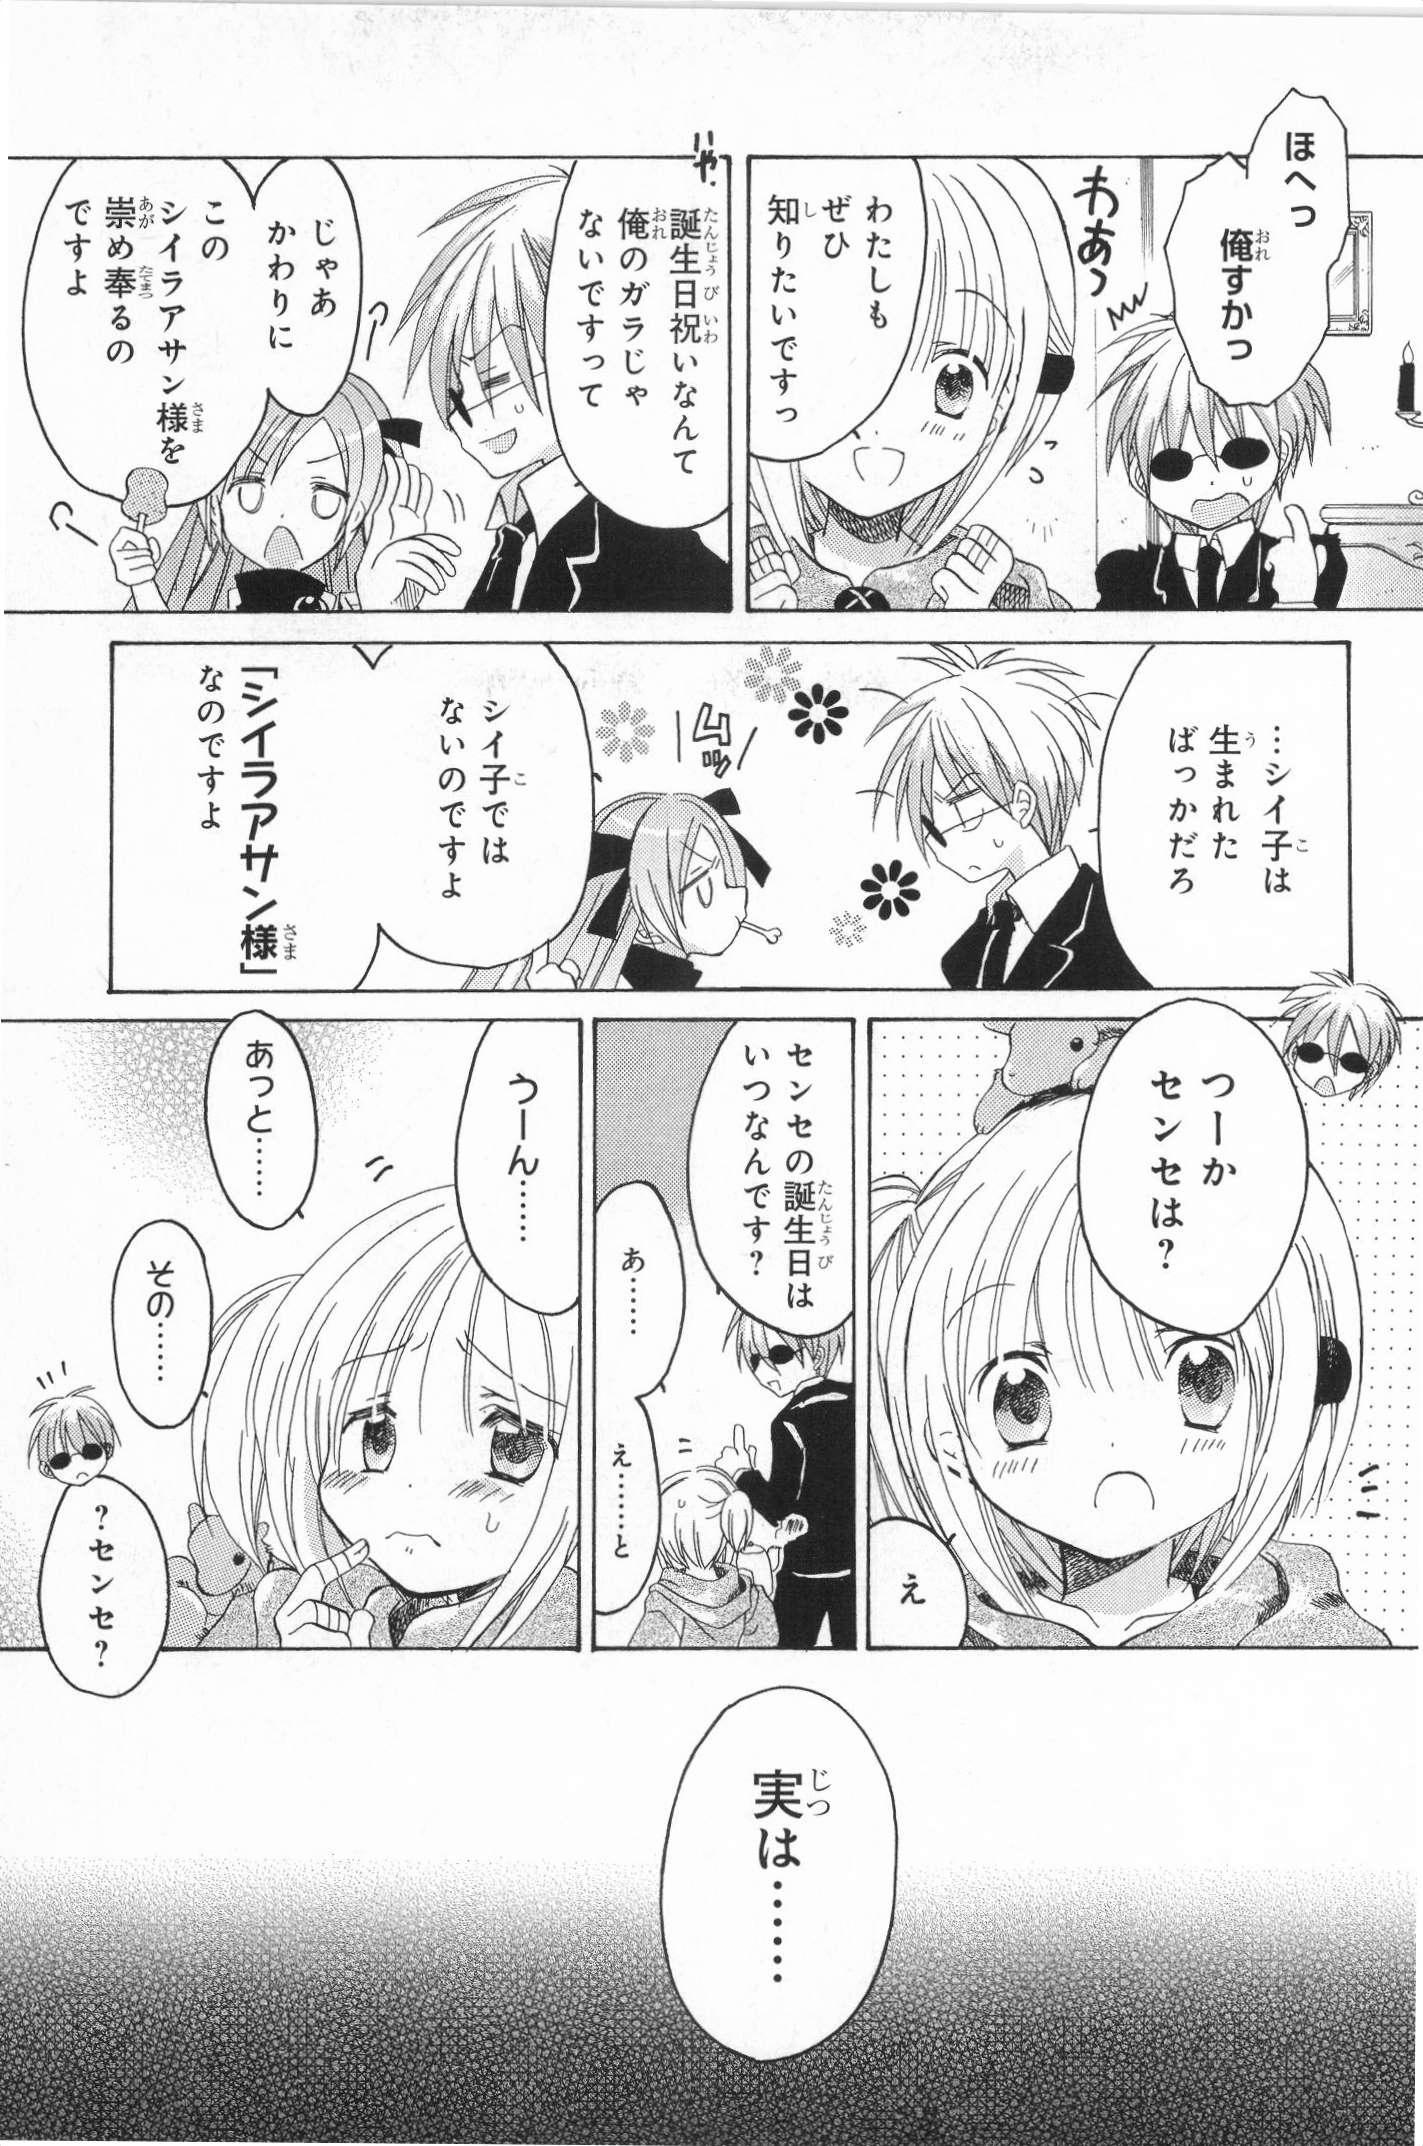 ほへっ
俺すかっ
わあっ
わたしも
ぜひ
知りたいですっ
いや.
誕生日祝いなんて
俺のガラじゃ
ないですって
じゃあ
かわりに
この
シイラアサン様を
崇め奉るの
ですよ
…シイ子は
生まれた
ばっかだろ
ムッ
シイ子では
ないのですよ
「シイラアサン様」
なのですよ
つーか
センセは?
え
センセの誕生日は
いつなんです?
あ……
え……と
うーん……
あっと……
その……
?センセ?
実は……